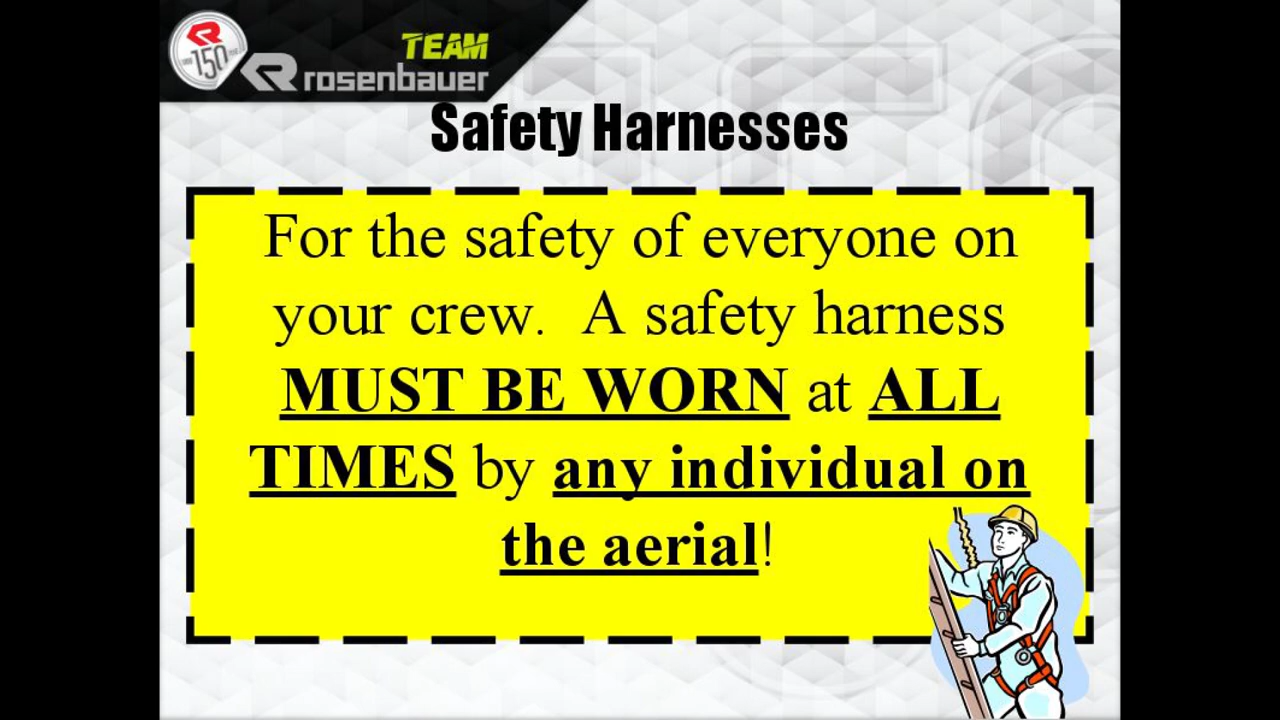 TEAM
150
rosenbauer
Safety Harnesses
For the safety of everyone on
your crew.  A safety harness
MUST BE WORN at ALL
TIMES by any individual on
the aerial!